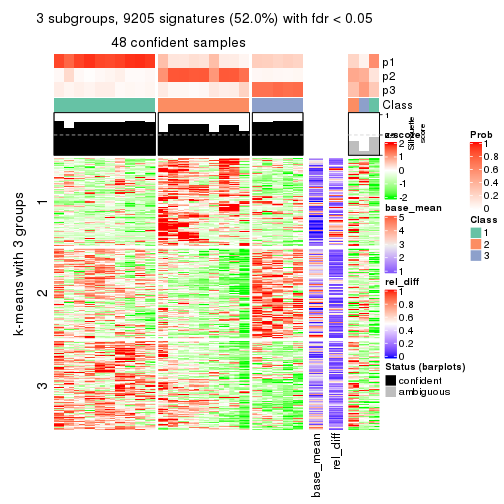 3 subgroups, 9205 signatures (52.0%) with fdr < 0.05
48 confident samples
p1
p2
p3
Class
1
0
Silhouette
score
k-means with 3 groups
1
2
3
base_mean
rel_diff
z-score
2
1
0
-1
-2
base_mean
5
4
3
2
1
rel_diff
1
0.8
0.6
0.4
0.2
0
Status (barplots)
confident
ambiguous
Prob
1
0.8
0.6
0.4
0.2
0
Class
1
2
3